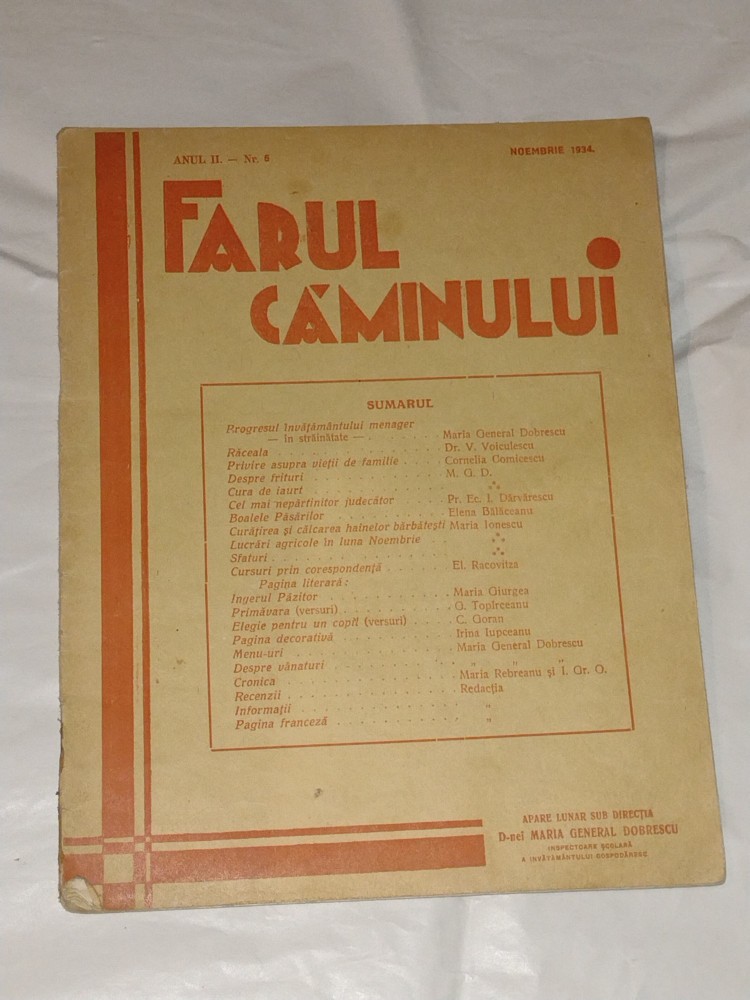 ANUL II. — Nr. 6
NOEMBRIE 1934.
FARUL
CĂMINULUI
SUMARUL
Progresul învățământului menager
— în străinătate — . . . . . . . Maria General Dobrescu
Răceala . . . . . . . . . . . . Dr. V. Voiculescu
Privire asupra vieții de familie . . . Cornelia Comicescu
Despre frituri . . . . . . . . . . M. G. D.
Cura de iaurt . . . . . . . . . . ⁂
Cel mai nepărtinitor judecător . . . . Pr. Ec. I. Dârvărescu
Boalele Păsărilor . . . . . . . . . Elena Bălăceanu
Curățirea și călcarea hainelor bărbătești Maria Ionescu
Lucrări agricole în luna Noembrie . . ⁂
Sfaturi . . . . . . . . . . . . . ⁂
Cursuri prin corespondență . . . . . El. Racovitza
Pagina literară:
Ingerul Păzitor . . . . . . . . . . Maria Giurgea
Primăvara (versuri) . . . . . . . . G. Topîrceanu
Elegie pentru un copil (versuri) . . . C. Goran
Pagina decorativă . . . . . . . . . Irina Iupceanu
Menu-uri . . . . . . . . . . . . Maria General Dobrescu
Despre vânaturi . . . . . . . . . „ „ „
Cronica . . . . . . . . . . . . . Maria Rebreanu și I. Gr. O.
Recenzii . . . . . . . . . . . . Redacția
Informații . . . . . . . . . . . „
Pagina franceză . . . . . . . . . „
APARE LUNAR SUB DIRECȚIA
D-nei MARIA GENERAL DOBRESCU
INSPECTOARE ȘCOLARĂ
A INVĂȚĂMÂNTULUI GOSPODĂRESC